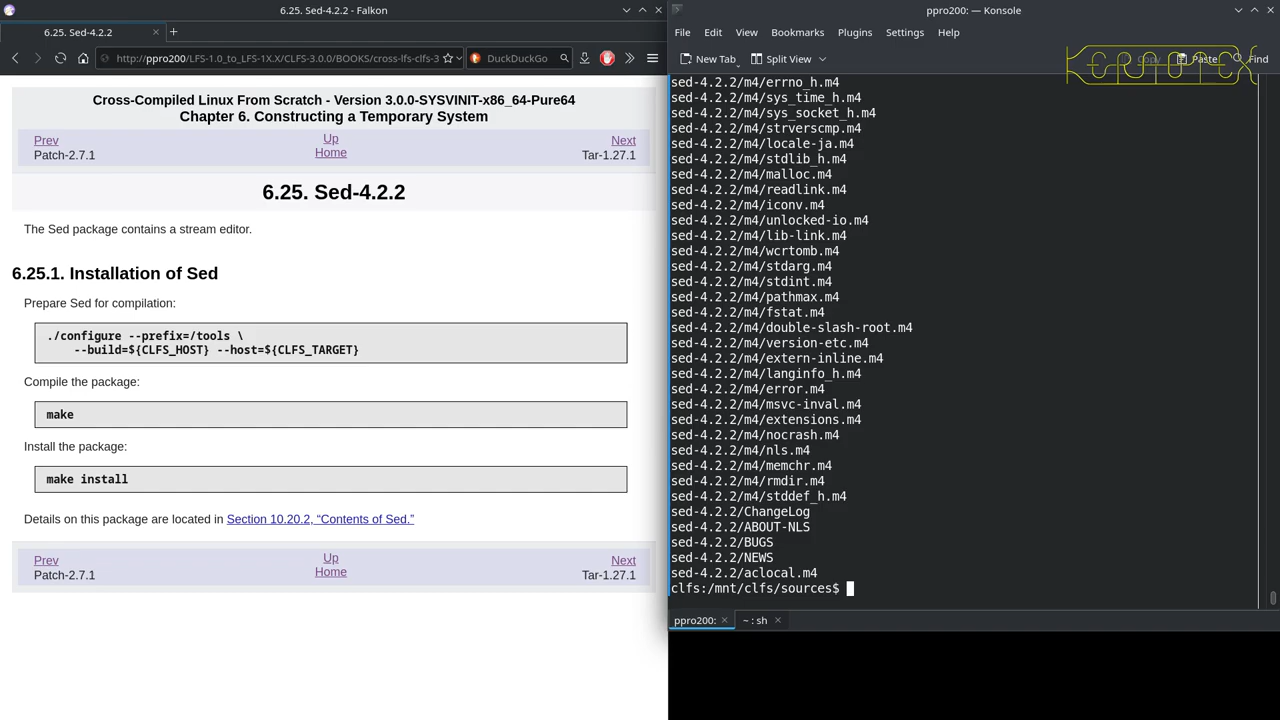 6.25. Sed-4.2.2 - Falkon
6.25. Sed-4.2.2
http://ppro200/LFS-1.0_to_LFS-1X.X/CLFS-3.0.0/BOOKS/cross-lfs-clfs-3
DuckDuckGo
Cross-Compiled Linux From Scratch - Version 3.0.0-SYSVINIT-x86_64-Pure64
Chapter 6. Constructing a Temporary System
Prev
Up
Next
Patch-2.7.1
Home
Tar-1.27.1
6.25. Sed-4.2.2
The Sed package contains a stream editor.
6.25.1. Installation of Sed
Prepare Sed for compilation:
./configure --prefix=/tools \
--build=${CLFS_HOST} --host=${CLFS_TARGET}
Compile the package:
make
Install the package:
make install
Details on this package are located in Section 10.20.2, “Contents of Sed.”
Prev
Up
Next
Patch-2.7.1
Home
Tar-1.27.1
ppro200: — Konsole
File Edit View Bookmarks Plugins Settings Help
New Tab Split View Copy Paste Find
sed-4.2.2/m4/errno_h.m4
sed-4.2.2/m4/sys_time_h.m4
sed-4.2.2/m4/sys_socket_h.m4
sed-4.2.2/m4/strverscmp.m4
sed-4.2.2/m4/locale-ja.m4
sed-4.2.2/m4/stdlib_h.m4
sed-4.2.2/m4/malloc.m4
sed-4.2.2/m4/readlink.m4
sed-4.2.2/m4/iconv.m4
sed-4.2.2/m4/unlocked-io.m4
sed-4.2.2/m4/lib-link.m4
sed-4.2.2/m4/wcrtomb.m4
sed-4.2.2/m4/stdarg.m4
sed-4.2.2/m4/stdint.m4
sed-4.2.2/m4/pathmax.m4
sed-4.2.2/m4/fstat.m4
sed-4.2.2/m4/double-slash-root.m4
sed-4.2.2/m4/version-etc.m4
sed-4.2.2/m4/extern-inline.m4
sed-4.2.2/m4/langinfo_h.m4
sed-4.2.2/m4/error.m4
sed-4.2.2/m4/msvc-inval.m4
sed-4.2.2/m4/extensions.m4
sed-4.2.2/m4/nocrash.m4
sed-4.2.2/m4/nls.m4
sed-4.2.2/m4/memchr.m4
sed-4.2.2/m4/rmdir.m4
sed-4.2.2/m4/stddef_h.m4
sed-4.2.2/ChangeLog
sed-4.2.2/ABOUT-NLS
sed-4.2.2/BUGS
sed-4.2.2/NEWS
sed-4.2.2/aclocal.m4
clfs:/mnt/clfs/sources$
ppro200:
~ : sh